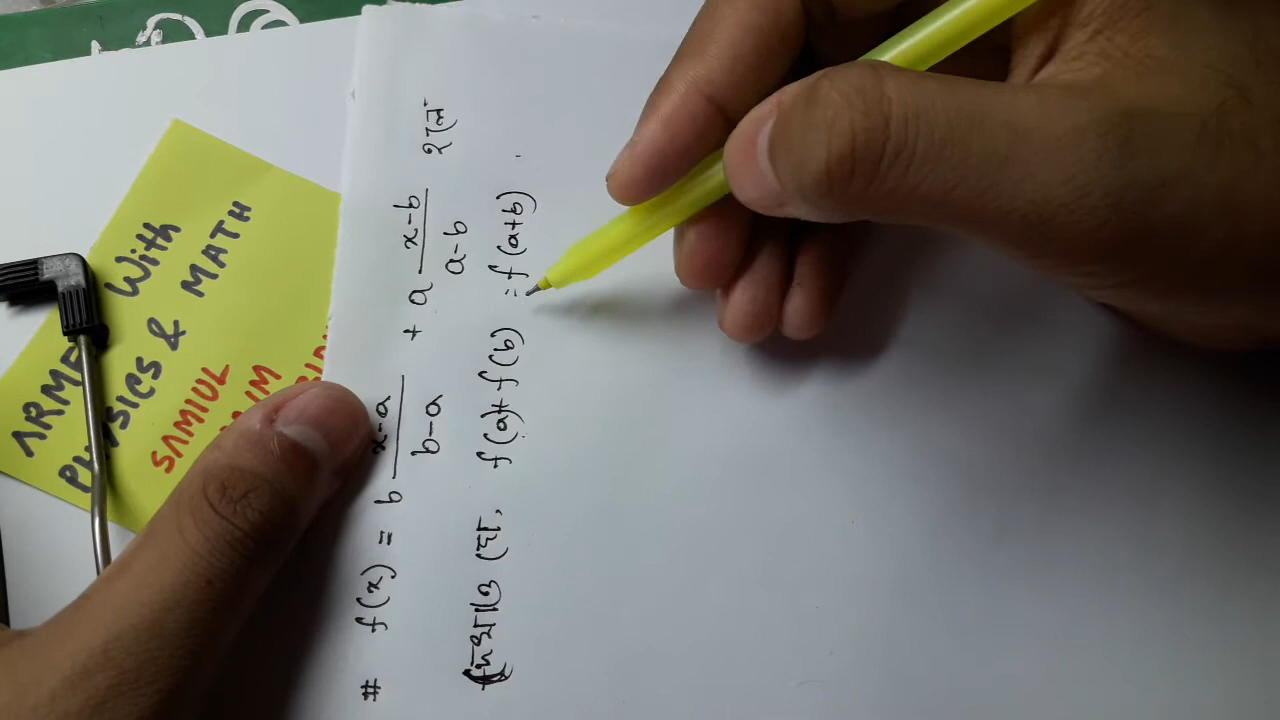 # f(x) = b (x-a)/(b-a) + a (x-b)/(a-b) হলে
দেখাও যে, f(a)+f(b) = f(a+b).
With
PHYSICS & MATH
SAMIUL